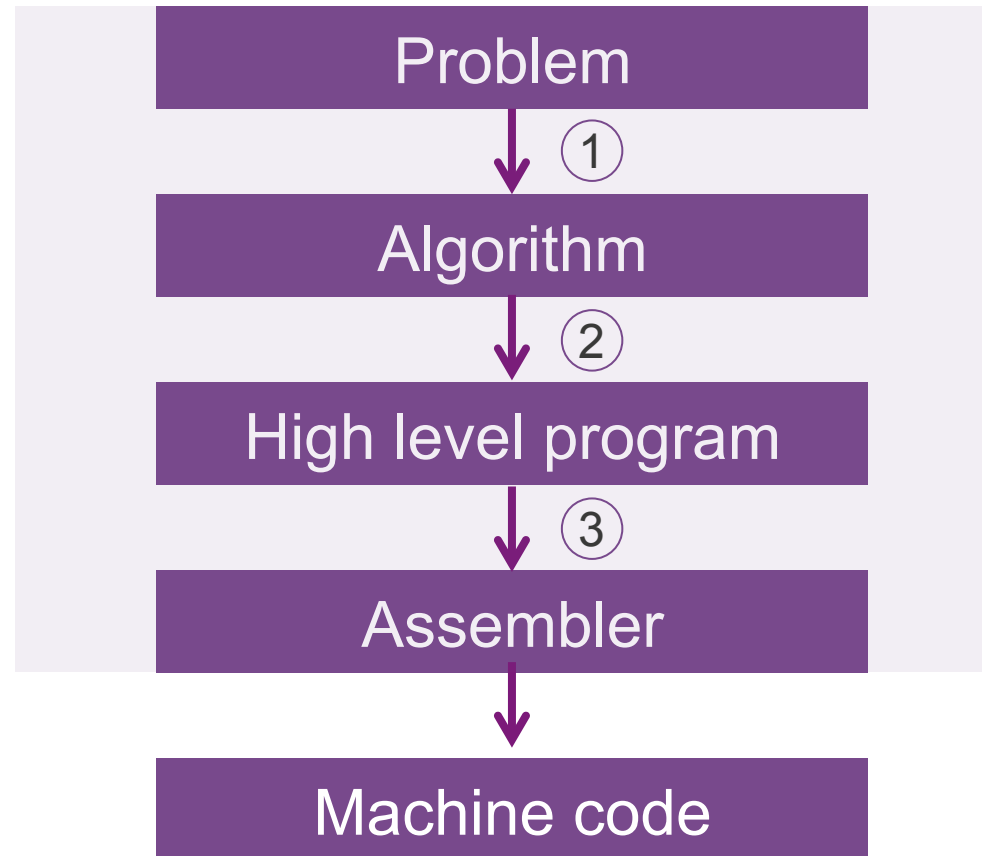 Problem
1
Algorithm
2
High level program
3
Assembler
Machine code